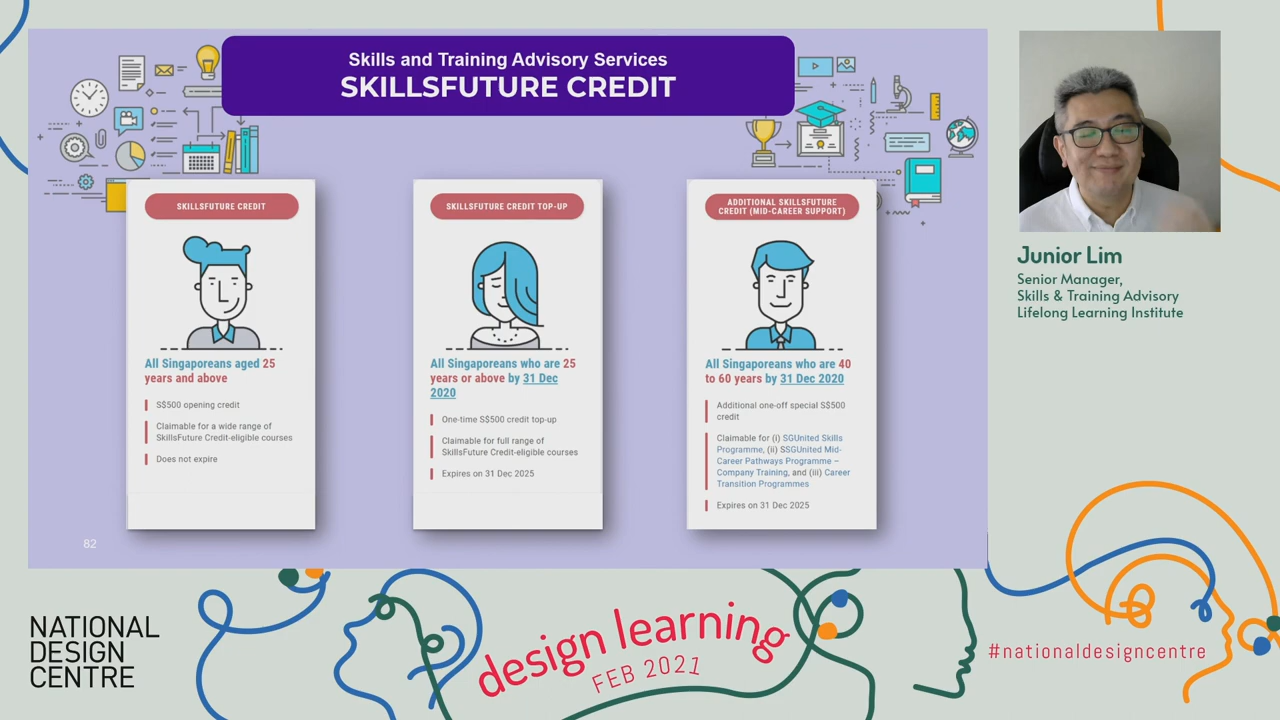 Skills and Training Advisory Services
SKILLSFUTURE CREDIT
SKILLSFUTURE CREDIT
All Singaporeans aged 25
years and above
S$500 opening credit
Claimable for a wide range of
SkillsFuture Credit-eligible courses
Does not expire
SKILLSFUTURE CREDIT TOP-UP
All Singaporeans who are 25
years or above by 31 Dec
2020
One-time S$500 credit top-up
Claimable for full range of
SkillsFuture Credit-eligible courses
Expires on 31 Dec 2025
ADDITIONAL SKILLSFUTURE
CREDIT (MID-CAREER SUPPORT)
All Singaporeans who are 40
to 60 years by 31 Dec 2020
Additional one-off special S$500
credit
Claimable for (i) SGUnited Skills
Programme, (ii) SSGUnited Mid-
Career Pathways Programme –
Company Training, and (iii) Career
Transition Programmes
Expires on 31 Dec 2025
82
Junior Lim
Senior Manager,
Skills & Training Advisory
Lifelong Learning Institute
NATIONAL
DESIGN
CENTRE
design learning
FEB 2021
#nationaldesigncentre